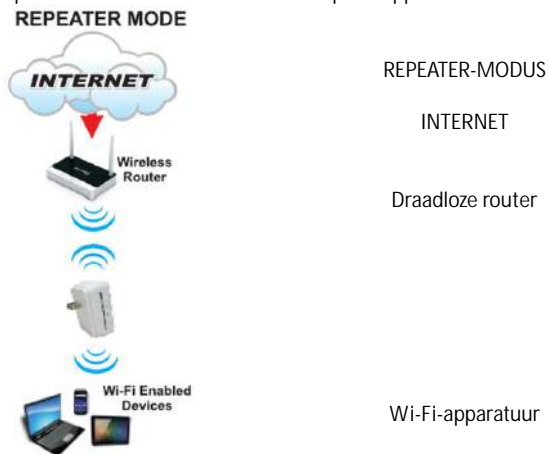 REPEATER MODE
INTERNET
REPEATER-MODUS
INTERNET
Wireless
Router
Draadloze router
Wi-Fi Enabled
Devices
Wi-Fi-apparatuur